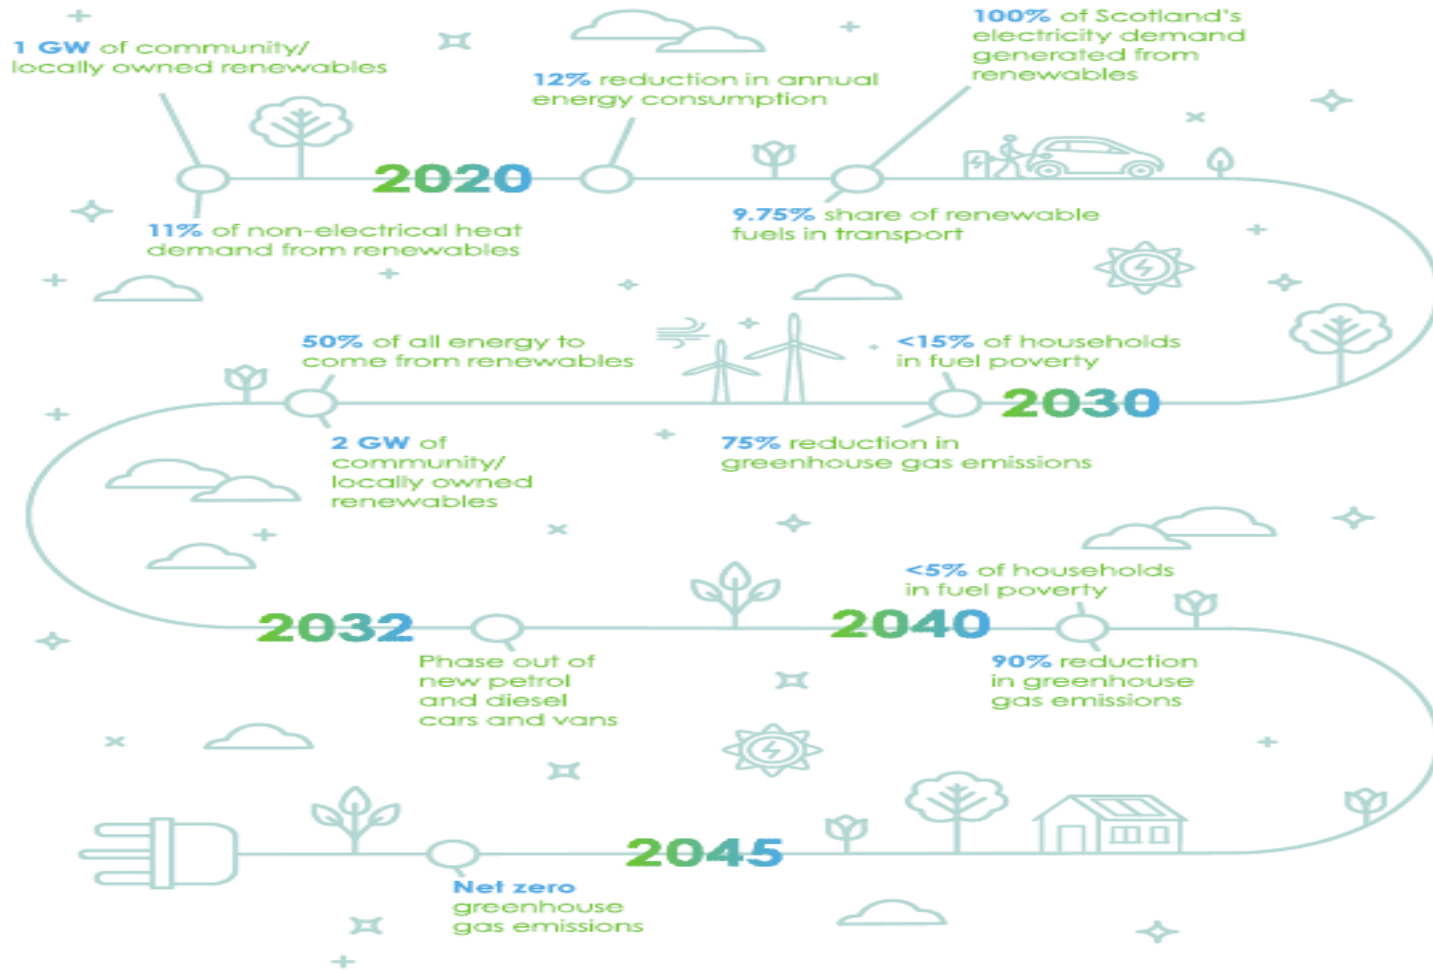 1 GW of community/
locally owned renewables
12% reduction in annual
energy consumption
100% of Scotland's
electricity demand
generated from
renewables
2020
11% of non-electrical heat
demand from renewables
9.75% share of renewable
fuels in transport
50% of all energy to
come from renewables
<15% of households
in fuel poverty
2030
2 GW of
community/
locally owned
renewables
75% reduction in
greenhouse gas emissions
<5% of households
in fuel poverty
2032
2040
Phase out of
new petrol
and diesel
cars and vans
90% reduction
in greenhouse
gas emissions
2045
Net zero
greenhouse
gas emissions